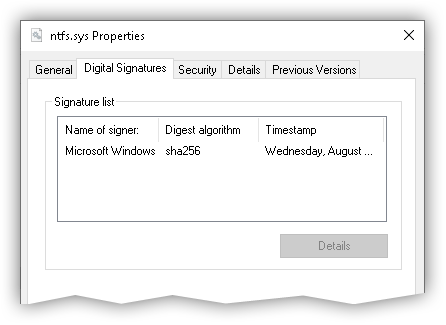 ntfs.sys Properties
General Digital Signatures Security Details Previous Versions
Signature list
Name of signer: Digest algorithm Timestamp
Microsoft Windows sha256 Wednesday, August ...
Details